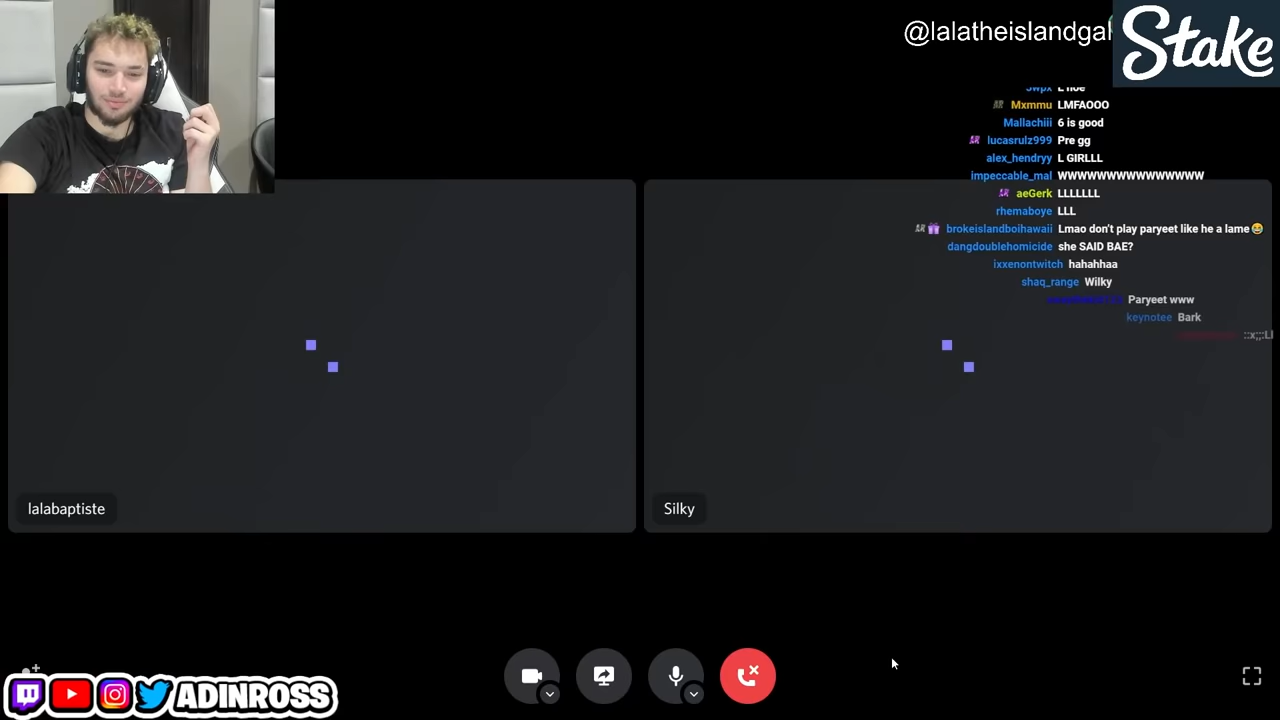 @lalatheislandgal
Stake
LMFAOOO
Mxmmu LMFAOOO
Mallachiii 6 is good
lucasrulz999 Pre gg
alex_hendryy L GIRLLL
impeccable_mal WWWWWWWWWWWWWWWW
aeGerk LLLLLLL
rhemaboye LLL
brokeislandboihawaii Lmao don’t play paryeet like he a lame😂
dangdoublehomicide she SAID BAE?
ixxenontwitch hahahhaa
shaq_range Wilky
Paryeet www
keynotee Bark
lalabaptiste
Silky
ADINROSS